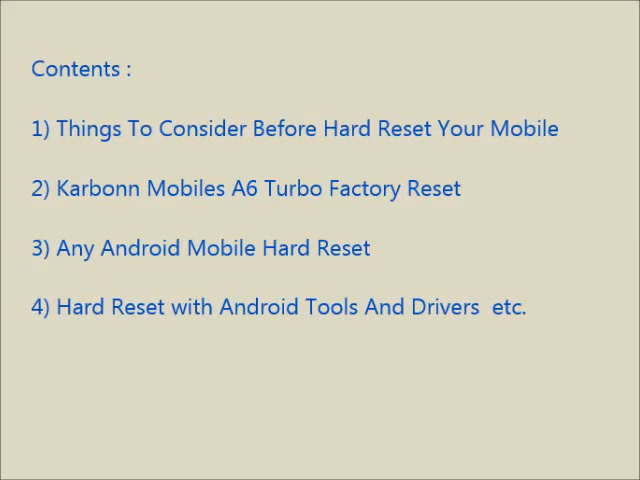 Contents :
1) Things To Consider Before Hard Reset Your Mobile
2) Karbonn Mobiles A6 Turbo Factory Reset
3) Any Android Mobile Hard Reset
4) Hard Reset with Android Tools And Drivers  etc.